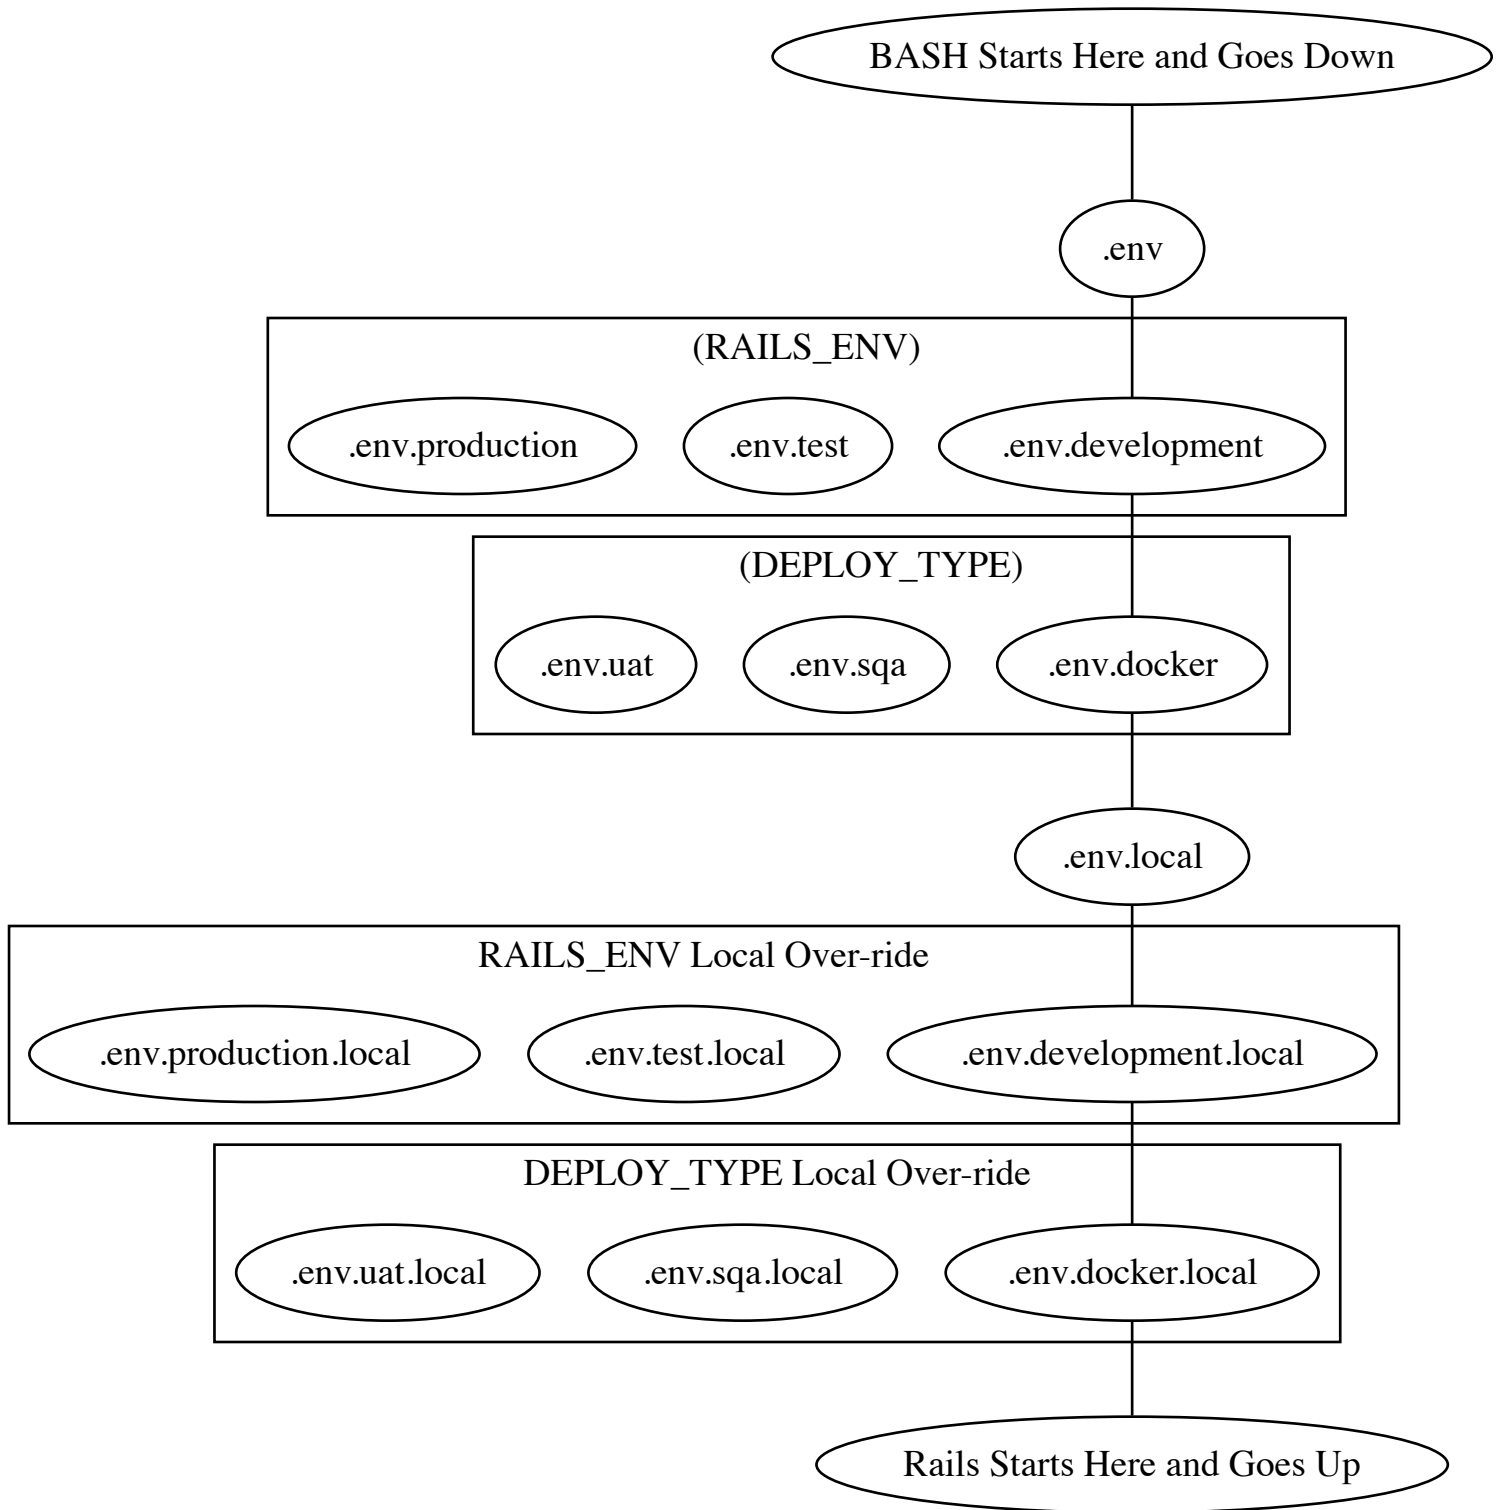 BASH Starts Here and Goes Down
.env
(RAILS_ENV)
.env.production
.env.test
.env.development
(DEPLOY_TYPE)
.env.uat
.env.sqa
.env.docker
.env.local
RAILS_ENV Local Over-ride
.env.production.local
.env.test.local
.env.development.local
DEPLOY_TYPE Local Over-ride
.env.uat.local
.env.sqa.local
.env.docker.local
Rails Starts Here and Goes Up